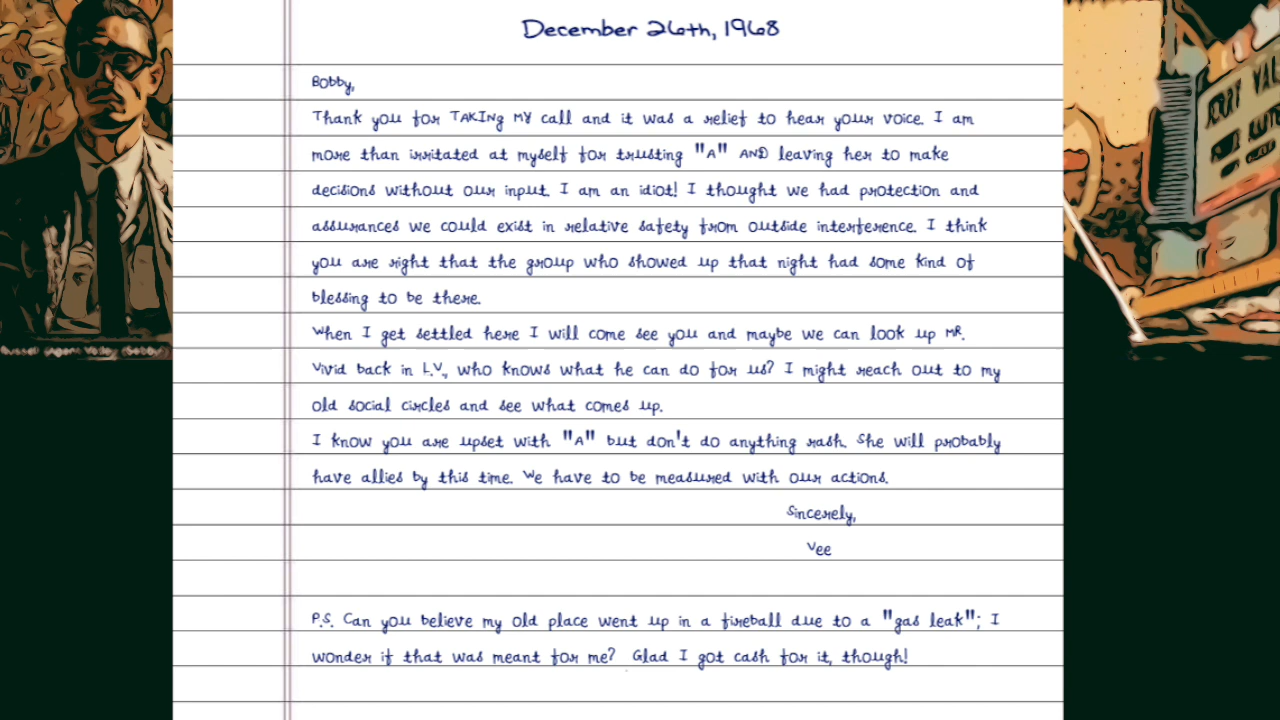 December 26th, 1968
Bobby,
Thank you for TAKIng MY call and it was a relief to hear your voice. I am
more than irritated at myself for trusting "A" AND leaving her to make
decisions without our input. I am an idiot! I thought we had protection and
assurances we could exist in relative safety from outside interference. I think
you are right that the group who showed up that night had some kind of
blessing to be there.
When I get settled here I will come see you and maybe we can look up MR.
Vivid back in L.V., who knows what he can do for us? I might reach out to my
old social circles and see what comes up.
I know you are upset with "A" but don't do anything rash. She will probably
have allies by this time. We have to be measured with our actions.
Sincerely,
Vee
P.S. Can you believe my old place went up in a fireball due to a "gas leak"; I
wonder if that was meant for me? Glad I got cash for it, though!